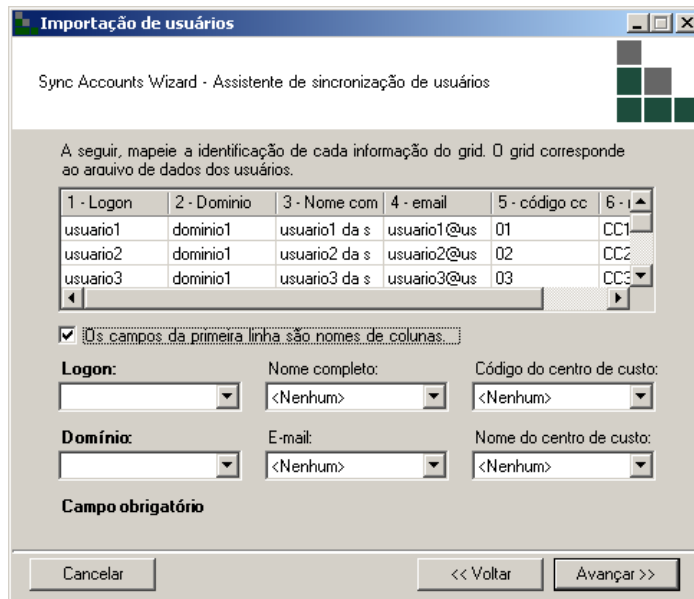 Importação de usuários
Sync Accounts Wizard - Assistente de sincronização de usuários
A seguir, mapeie a identificação de cada informação do grid. O grid corresponde
ao arquivo de dados dos usuários.
1 - Logon 2 - Dominio 3 - Nome com 4 - email 5 - código cc 6 -
usuario1 dominio1 usuario1 da s usuario1@us 01 CC1
usuario2 dominio1 usuario2 da s usuario2@us 02 CC2
usuario3 dominio1 usuario3 da s usuario3@us 03 CC3
Os campos da primeira linha são nomes de colunas.
Logon: Nome completo: Código do centro de custo:
<Nenhum> <Nenhum>
Domínio: E-mail: Nome do centro de custo:
<Nenhum> <Nenhum>
Campo obrigatório
Cancelar << Voltar Avançar >>